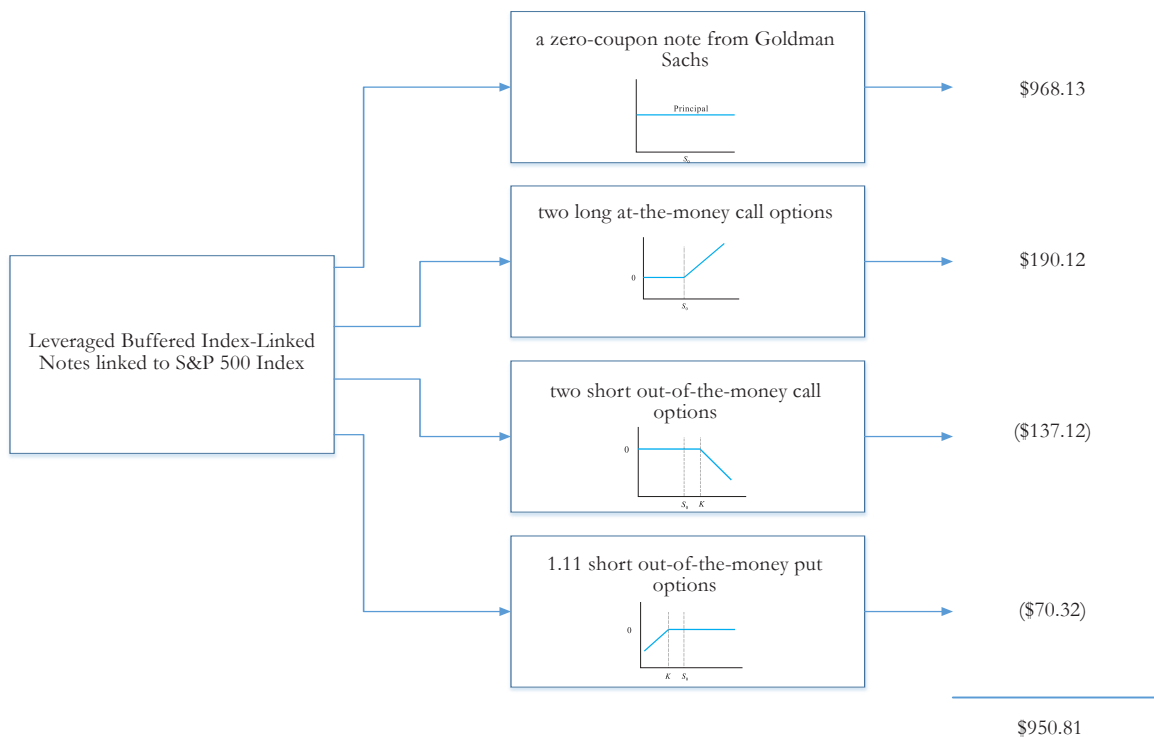 a zero-coupon note from Goldman
Sachs
Principal
S₀
$968.13
two long at-the-money call options
0
S₀
$190.12
Leveraged Buffered Index-Linked
Notes linked to S&P 500 Index
two short out-of-the-money call
options
0
S₀ K
($137.12)
1.11 short out-of-the-money put
options
0
K S₀
($70.32)
$950.81